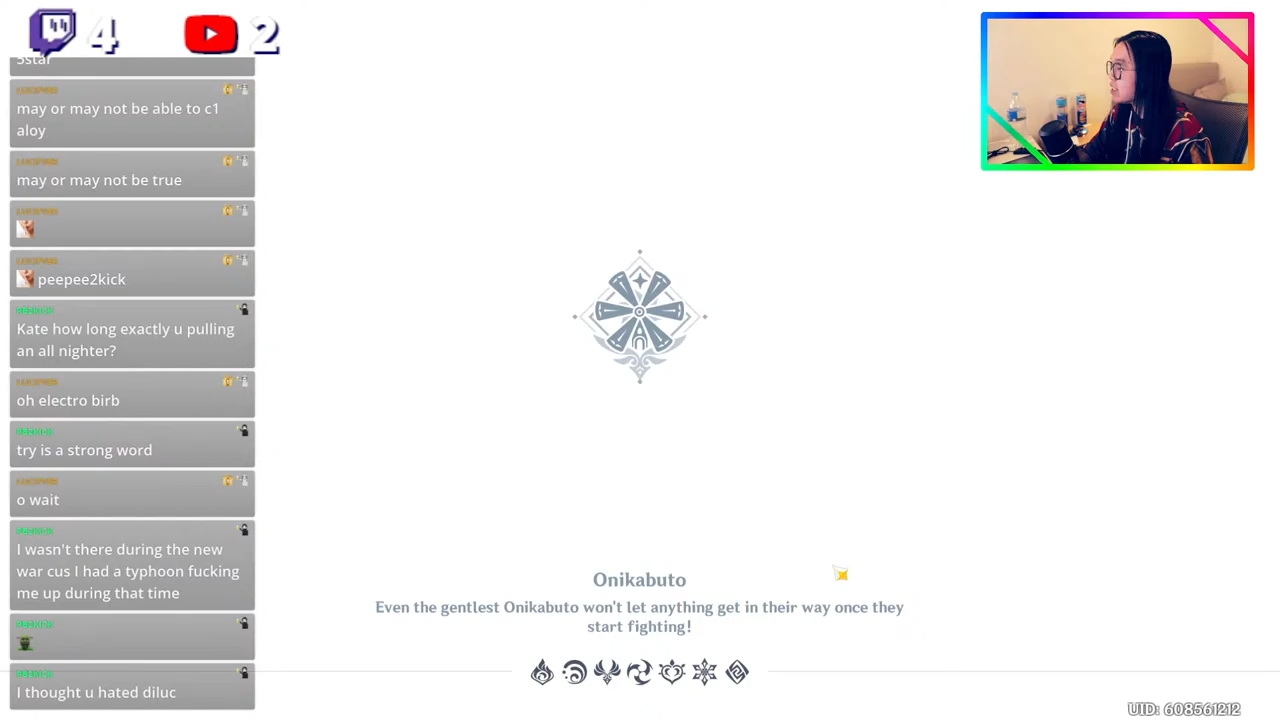 4
2
5star
may or may not be able to c1
aloy
may or may not be true
peepee2kick
Kate how long exactly u pulling
an all nighter?
oh electro birb
try is a strong word
o wait
I wasn't there during the new
war cus I had a typhoon fucking
me up during that time
I thought u hated diluc
Onikabuto
Even the gentlest Onikabuto won't let anything get in their way once they
start fighting!
UID: 608561212